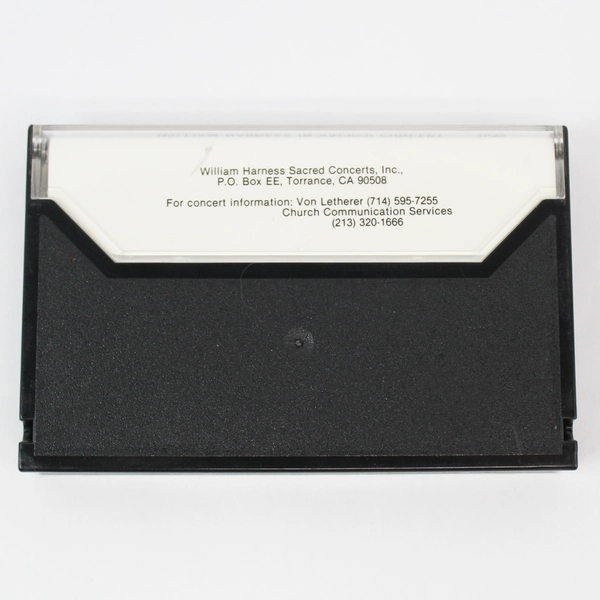 William Harness Sacred Concerts, Inc.,
P.O. Box EE, Torrance, CA 90508
For concert information: Von Letherer (714) 595-7255
Church Communication Services
(213) 320-1666